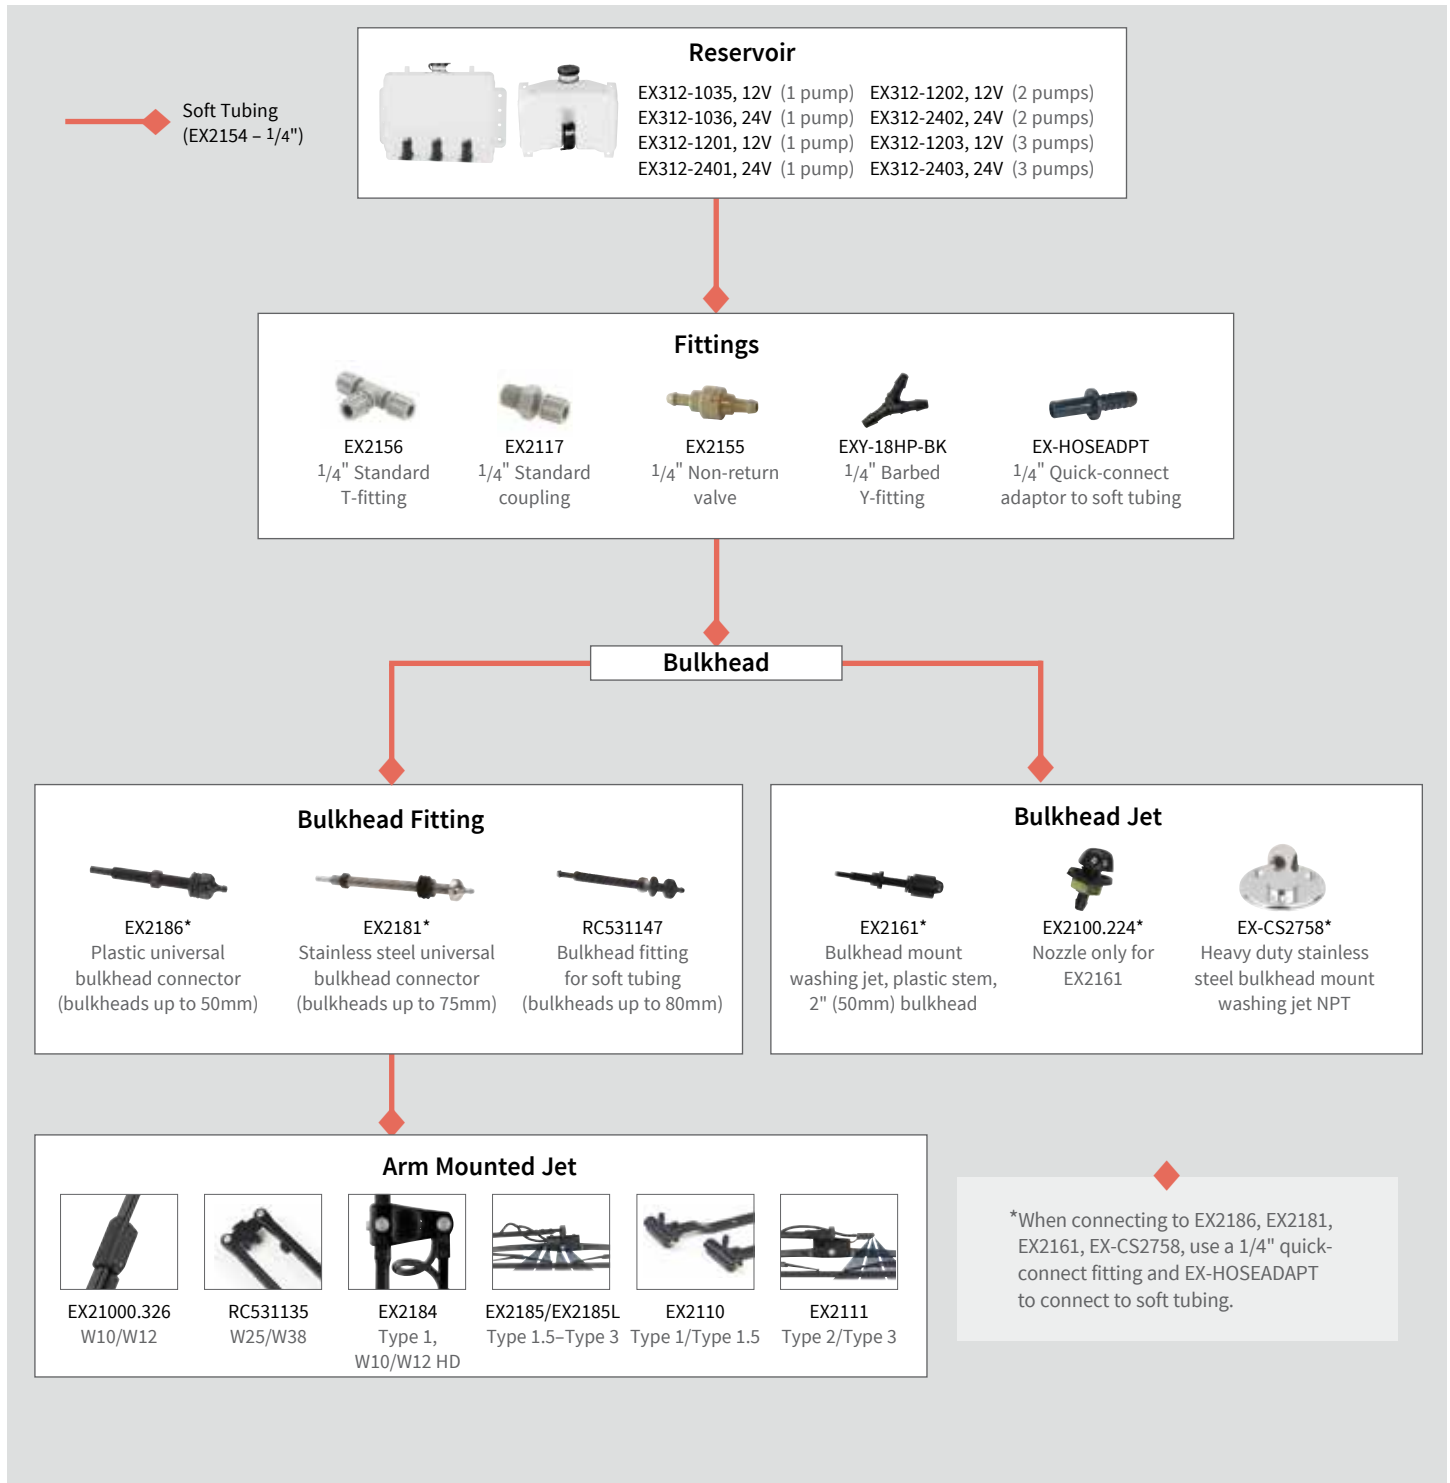 Reservoir
EX312-1035, 12V (1 pump) EX312-1202, 12V (2 pumps)
EX312-1036, 24V (1 pump) EX312-2402, 24V (2 pumps)
EX312-1201, 12V (1 pump) EX312-1203, 12V (3 pumps)
EX312-2401, 24V (1 pump) EX312-2403, 24V (3 pumps)
Soft Tubing
(EX2154 – 1/4")
Fittings
EX2156
1/4" Standard
T-fitting
EX2117
1/4" Standard
coupling
EX2155
1/4" Non-return
valve
EXY-18HP-BK
1/4" Barbed
Y-fitting
EX-HOSEADPT
1/4" Quick-connect
adaptor to soft tubing
Bulkhead
Bulkhead Fitting
EX2186*
Plastic universal
bulkhead connector
(bulkheads up to 50mm)
EX2181*
Stainless steel universal
bulkhead connector
(bulkheads up to 75mm)
RC531147
Bulkhead fitting
for soft tubing
(bulkheads up to 80mm)
Bulkhead Jet
EX2161*
Bulkhead mount
washing jet, plastic stem,
2" (50mm) bulkhead
EX2100.224*
Nozzle only for
EX2161
EX-CS2758*
Heavy duty stainless
steel bulkhead mount
washing jet NPT
Arm Mounted Jet
EX21000.326
W10/W12
RC531135
W25/W38
EX2184
Type 1,
W10/W12 HD
EX2185/EX2185L
Type 1.5–Type 3
EX2110
Type 1/Type 1.5
EX2111
Type 2/Type 3
*When connecting to EX2186, EX2181,
EX2161, EX-CS2758, use a 1/4" quick-
connect fitting and EX-HOSEADAPT
to connect to soft tubing.